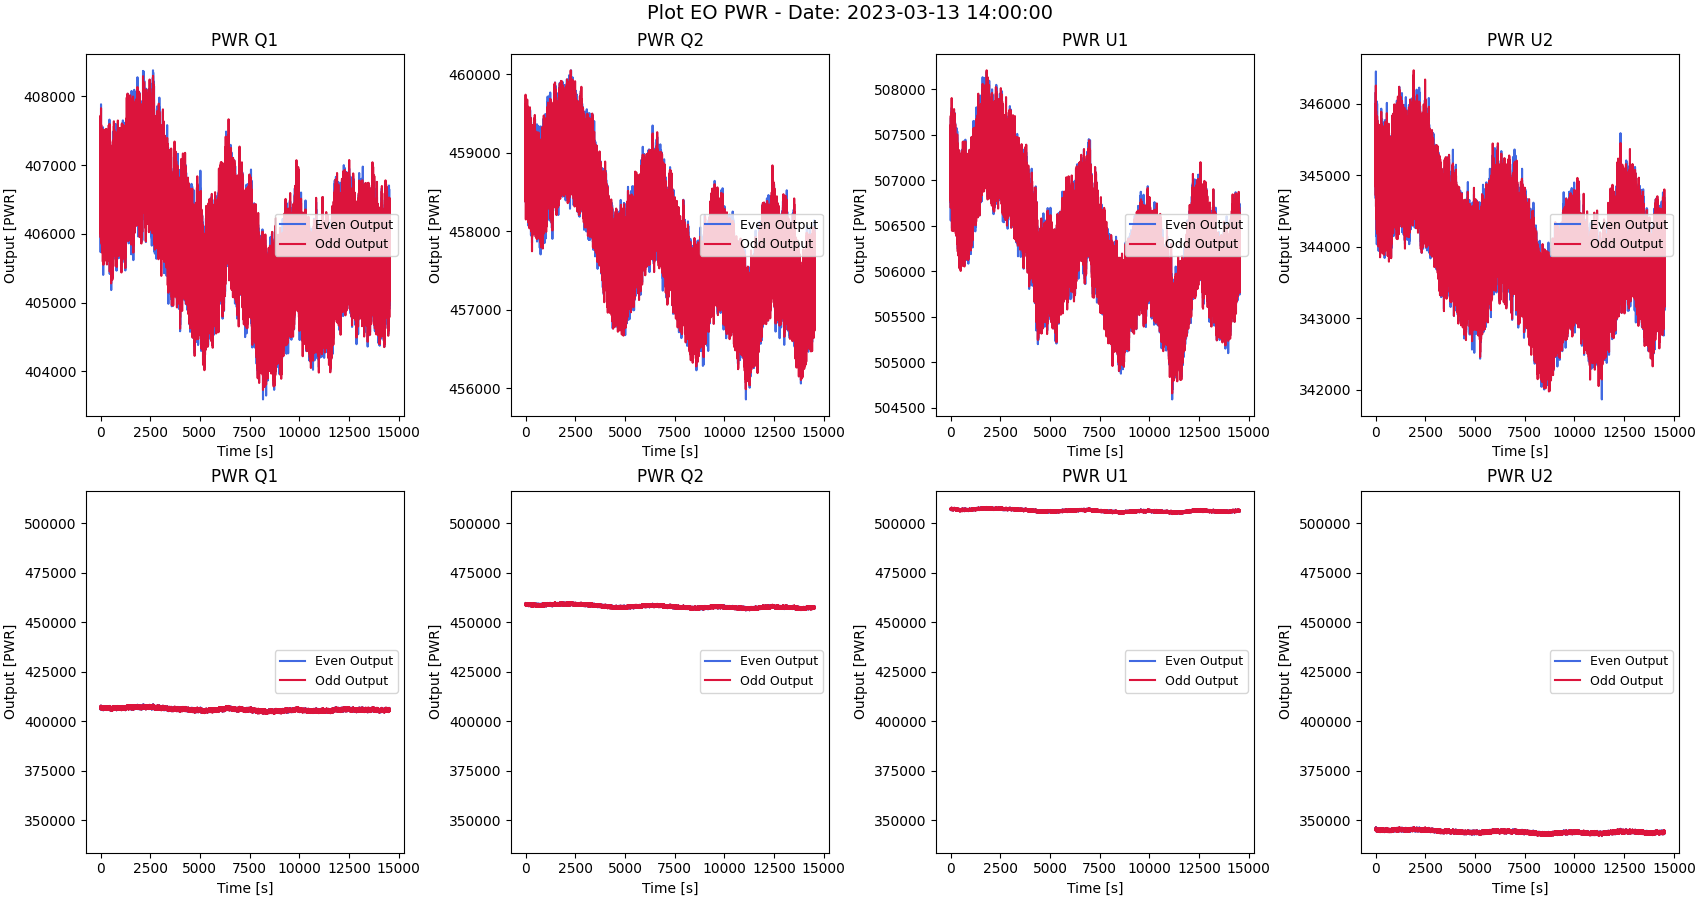 Plot EO PWR - Date: 2023-03-13 14:00:00
PWR Q1
Output [PWR]
408000
407000
406000
405000
404000
0 2500 5000 7500 10000 12500 15000
Time [s]
Even Output
Odd Output
PWR Q2
Output [PWR]
460000
459000
458000
457000
456000
0 2500 5000 7500 10000 12500 15000
Time [s]
Even Output
Odd Output
PWR U1
Output [PWR]
508000
507500
507000
506500
506000
505500
505000
504500
0 2500 5000 7500 10000 12500 15000
Time [s]
Even Output
Odd Output
PWR U2
Output [PWR]
346000
345000
344000
343000
342000
0 2500 5000 7500 10000 12500 15000
Time [s]
Even Output
Odd Output
PWR Q1
Output [PWR]
500000
475000
450000
425000
400000
375000
350000
0 2500 5000 7500 10000 12500 15000
Time [s]
Even Output
Odd Output
PWR Q2
Output [PWR]
500000
475000
450000
425000
400000
375000
350000
0 2500 5000 7500 10000 12500 15000
Time [s]
Even Output
Odd Output
PWR U1
Output [PWR]
500000
475000
450000
425000
400000
375000
350000
0 2500 5000 7500 10000 12500 15000
Time [s]
Even Output
Odd Output
PWR U2
Output [PWR]
500000
475000
450000
425000
400000
375000
350000
0 2500 5000 7500 10000 12500 15000
Time [s]
Even Output
Odd Output